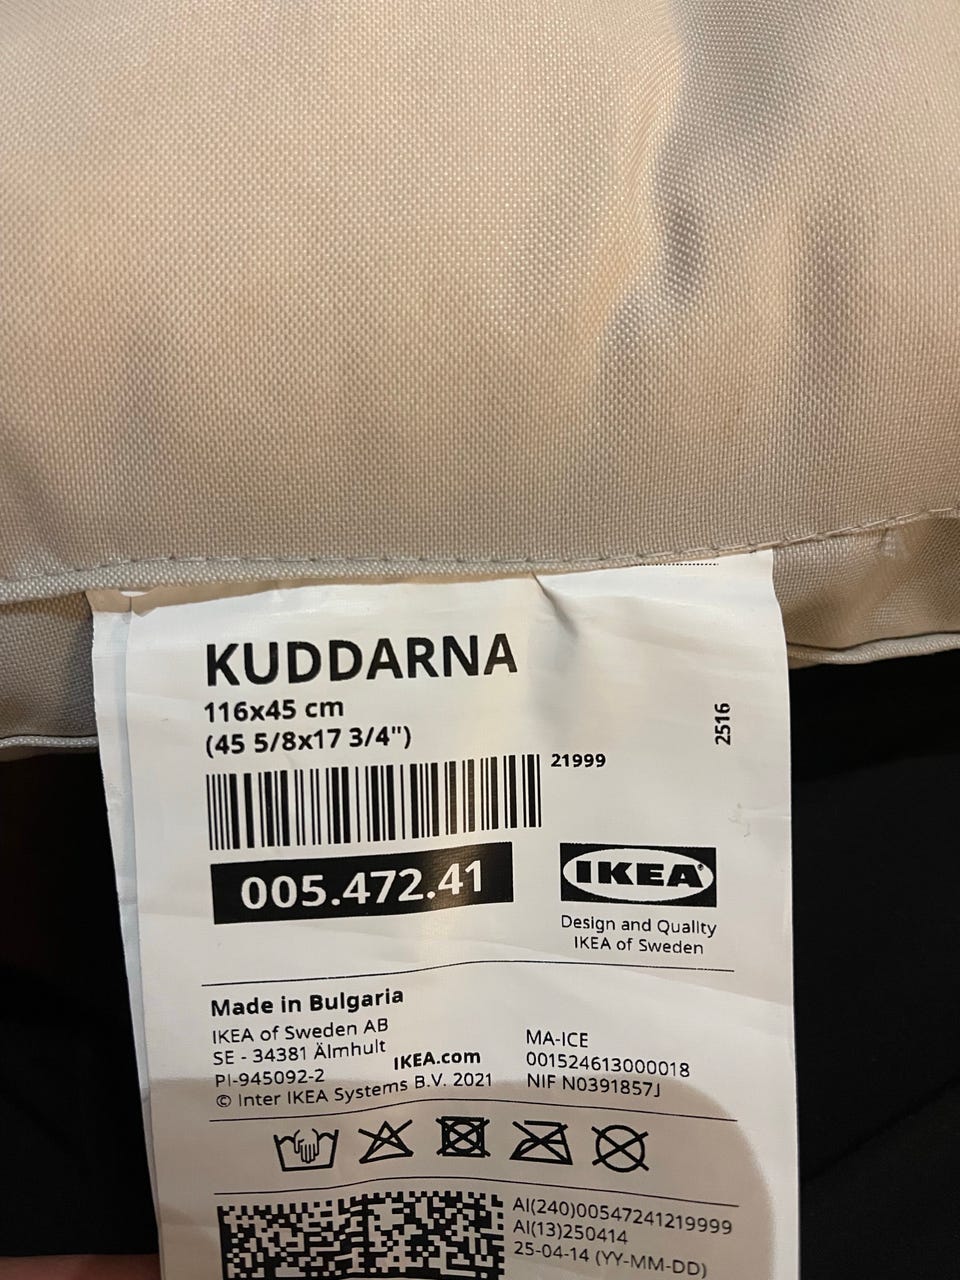 KUDDARNA
116x45 cm
(45 5/8x17 3/4")
2516
21999
005.472.41
IKEA®
Design and Quality
IKEA of Sweden
Made in Bulgaria
IKEA of Sweden AB
SE - 34381 Älmhult
IKEA.com
PI-945092-2
© Inter IKEA Systems B.V. 2021
MA-ICE
001524613000018
NIF N0391857J
AI(240)00547241219999
AI(13)250414
25-04-14 (YY-MM-DD)